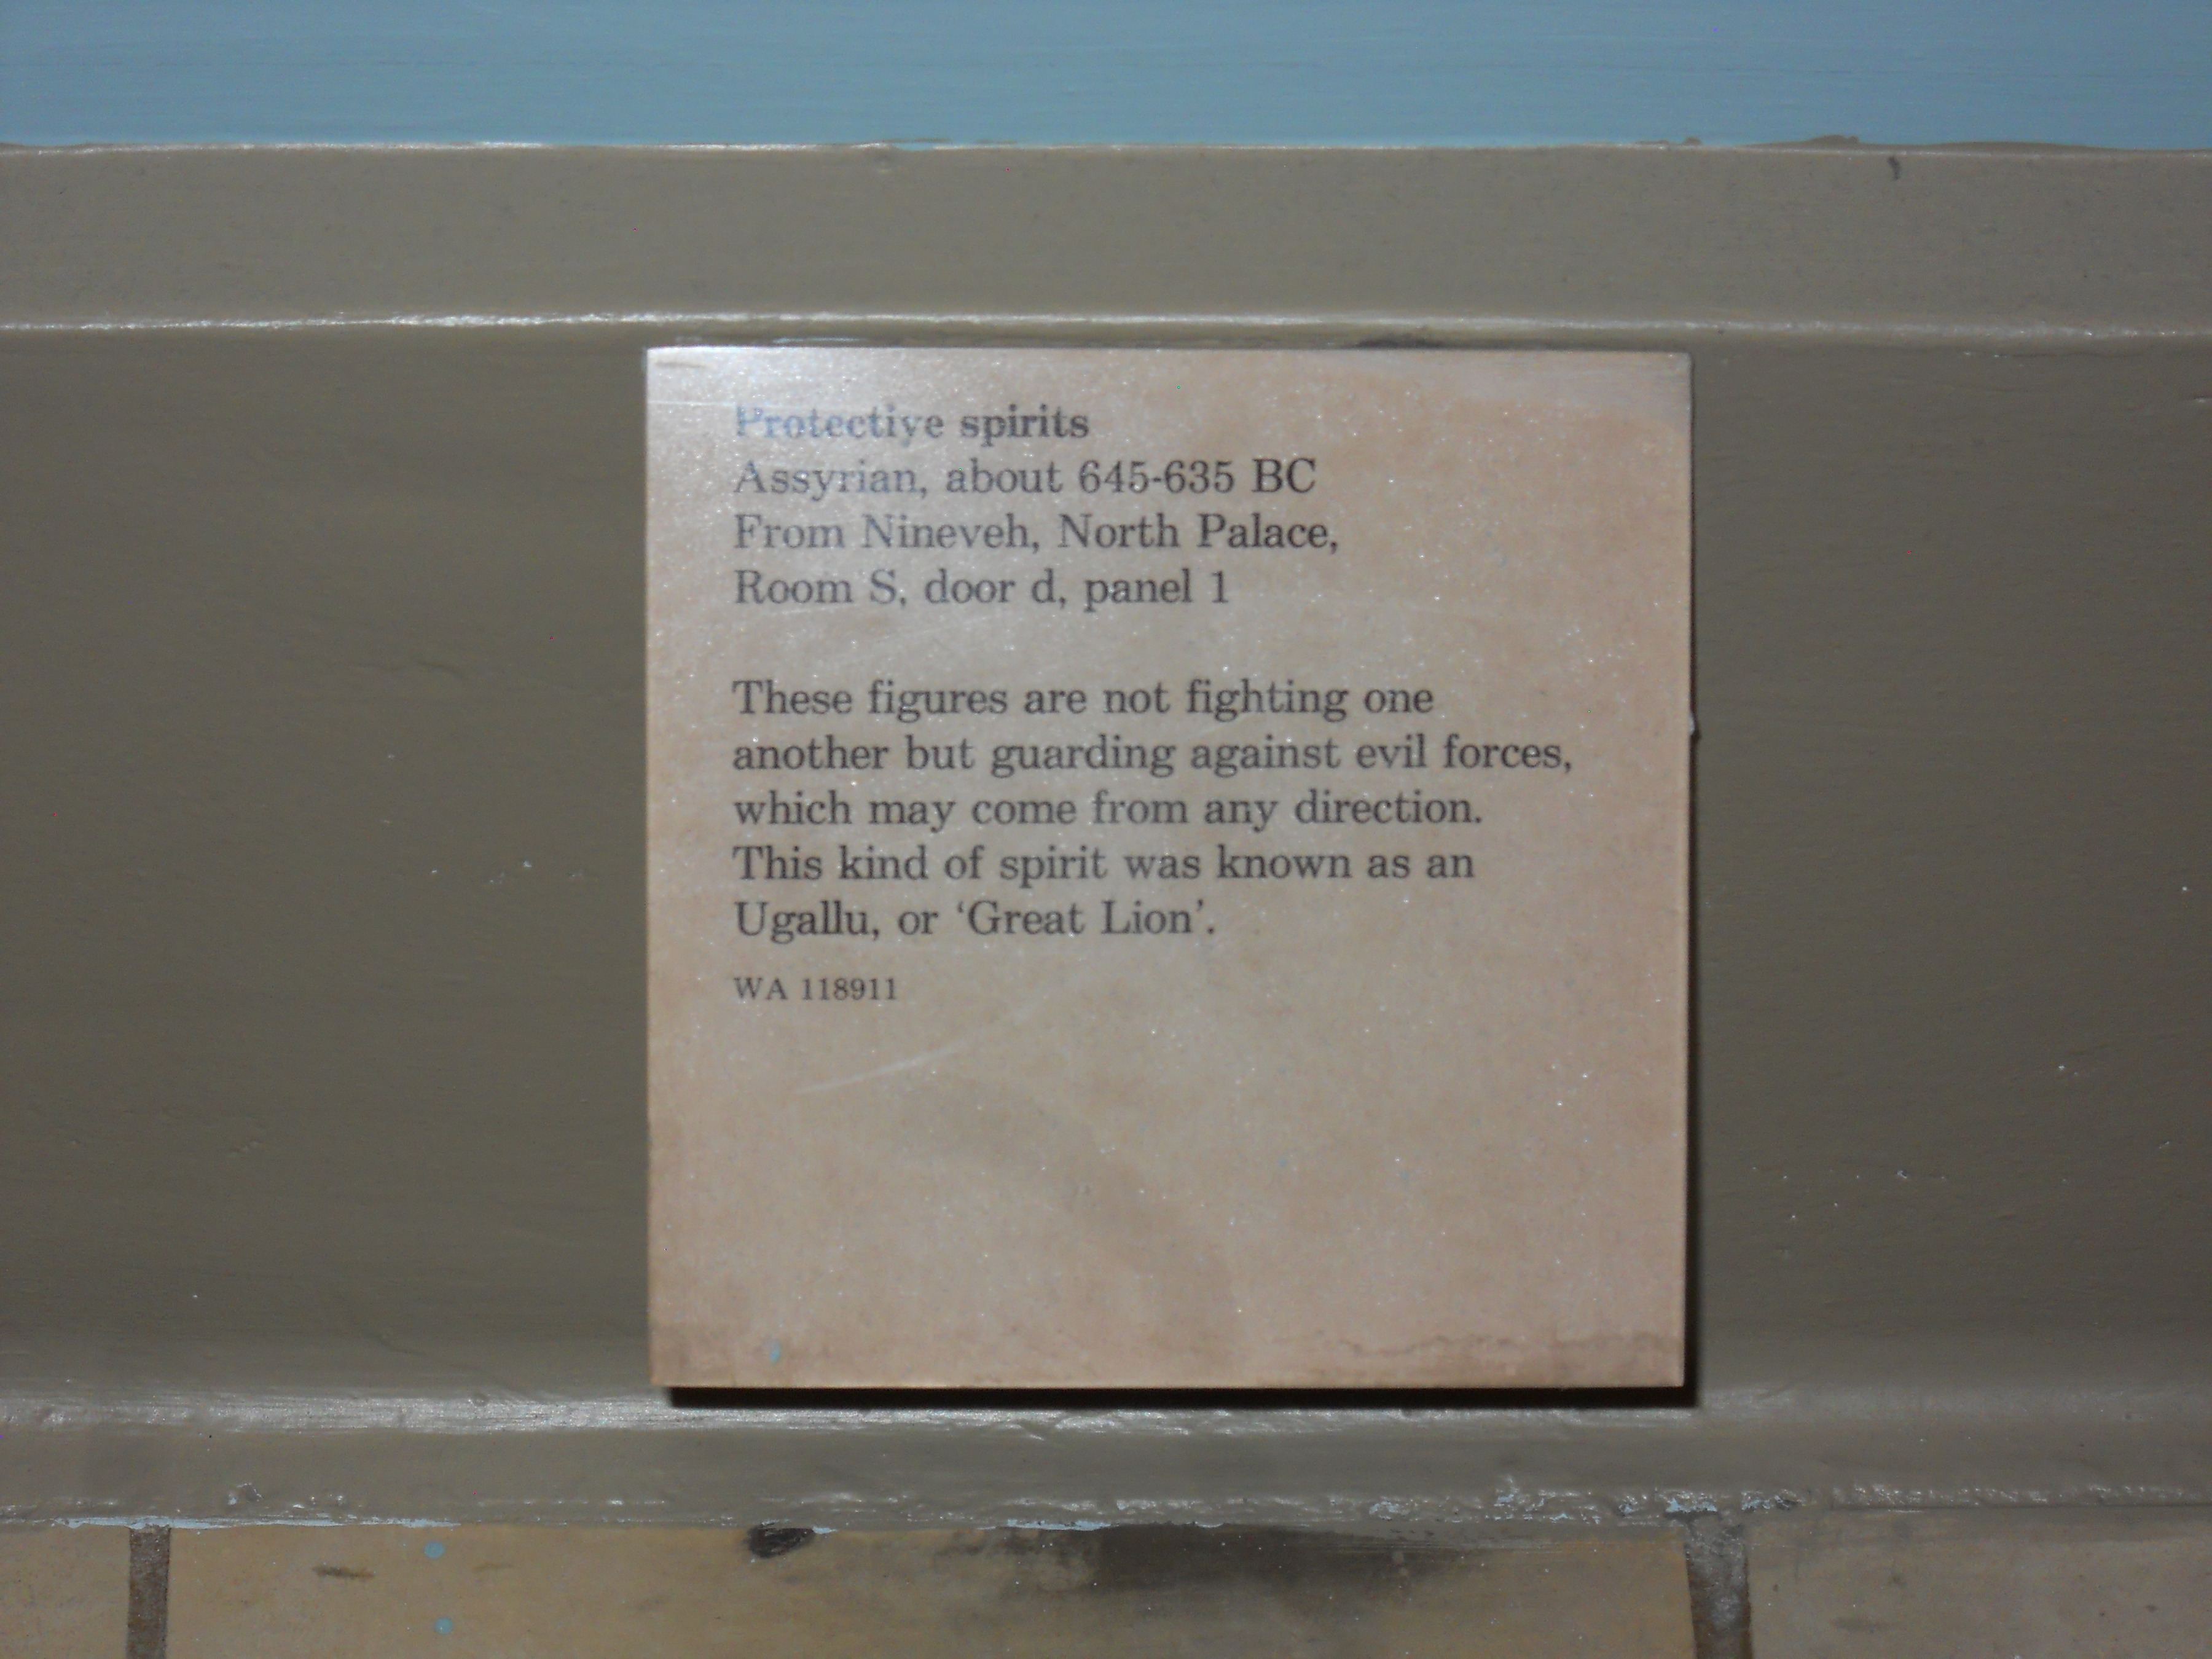 Protective spirits
Assyrian, about 645-635 BC
From Nineveh, North Palace,
Room S, door d, panel 1
These figures are not fighting one
another but guarding against evil forces,
which may come from any direction.
This kind of spirit was known as an
Ugallu, or ‘Great Lion’.
WA 118911